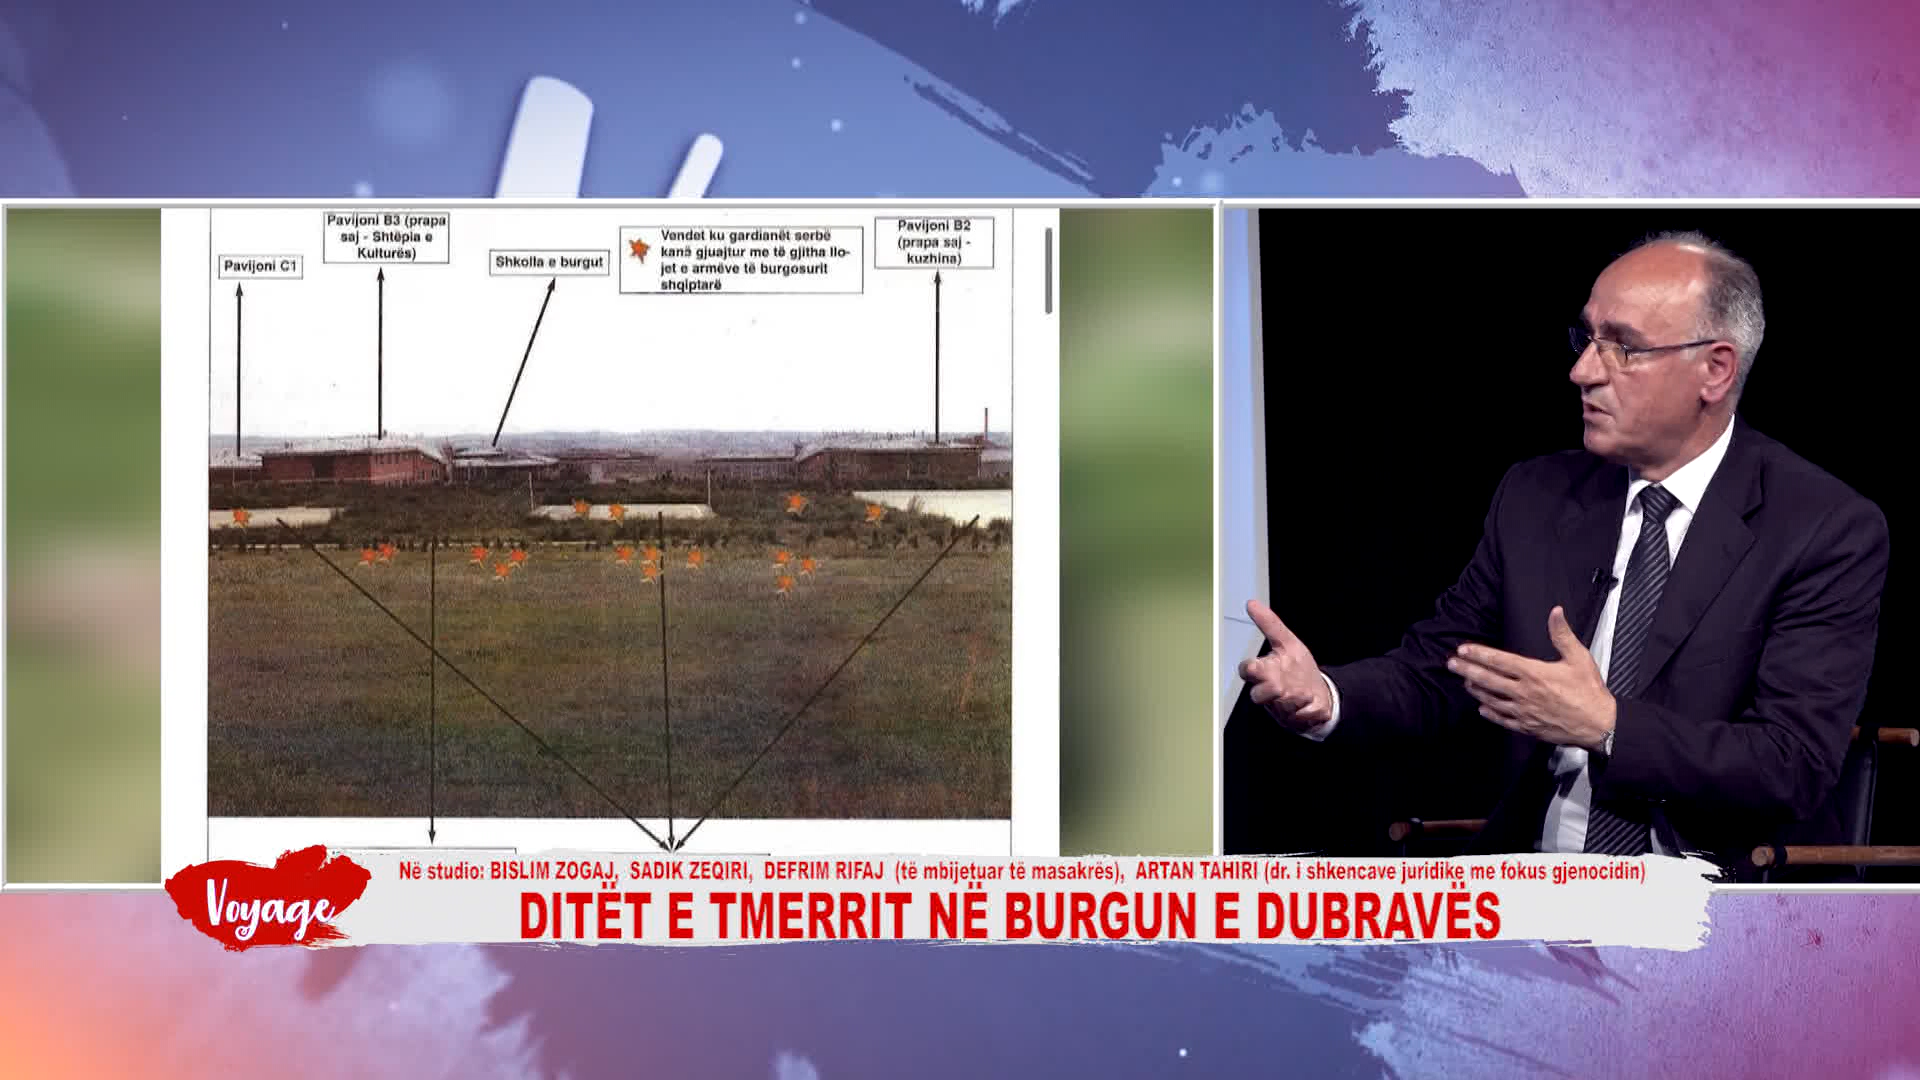 Pavijoni C1
Pavijoni B3 (prapa
saj - Shtëpia e
Kulturës)
Shkolla e burgut
Vendet ku gardianët serbë
kanë gjuajtur me të gjitha llo-
jet e armëve të burgosurit
shqiptarë
Pavijoni B2
(prapa saj -
kuzhina)
Voyage
Në studio: BISLIM ZOGAJ, SADIK ZEQIRI, DEFRIM RIFAJ (të mbijetuar të masakrës), ARTAN TAHIRI (dr. i shkencave juridike me fokus gjenocidin)
DITËT E TMERRIT NË BURGUN E DUBRAVËS